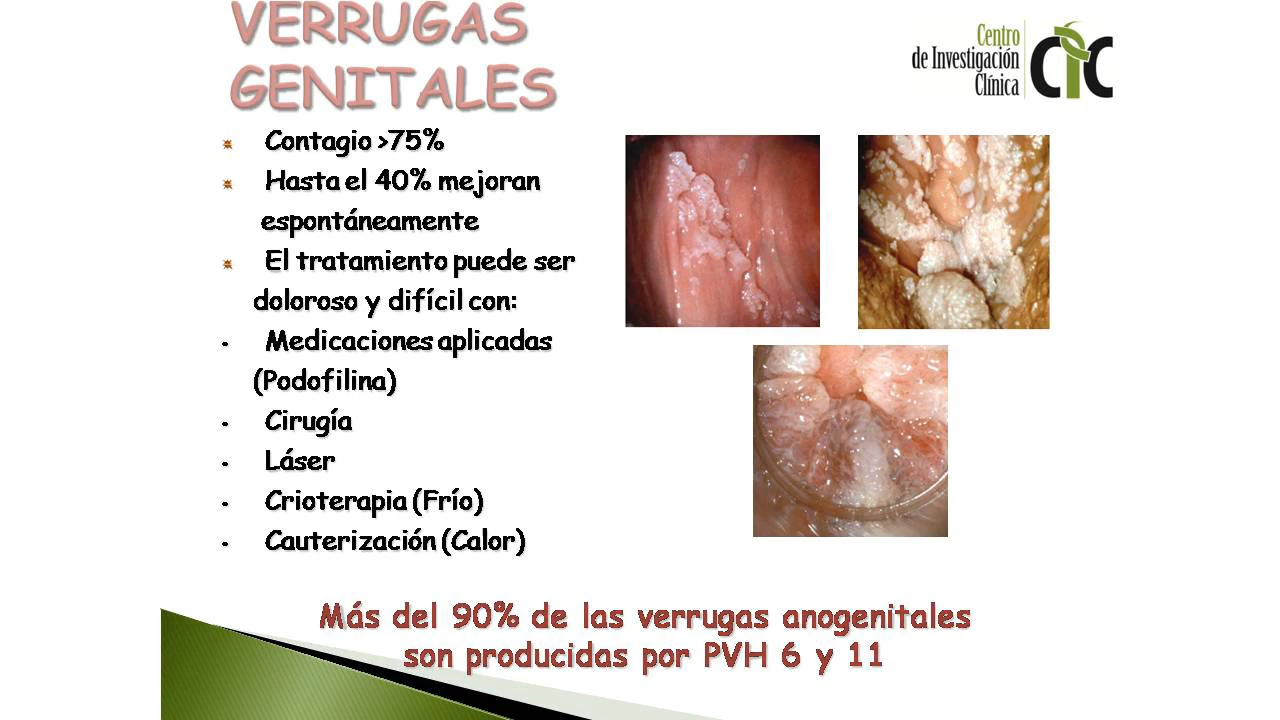 VERRUGAS
GENITALES
Centro
de Investigación
Clínica
CIC
Contagio >75%
Hasta el 40% mejoran
espontáneamente
El tratamiento puede ser
doloroso y difícil con:
- Medicaciones aplicadas
(Podofilina)
- Cirugía
- Láser
- Crioterapia (Frío)
- Cauterización (Calor)
Más del 90% de las verrugas anogenitales
son producidas por PVH 6 y 11